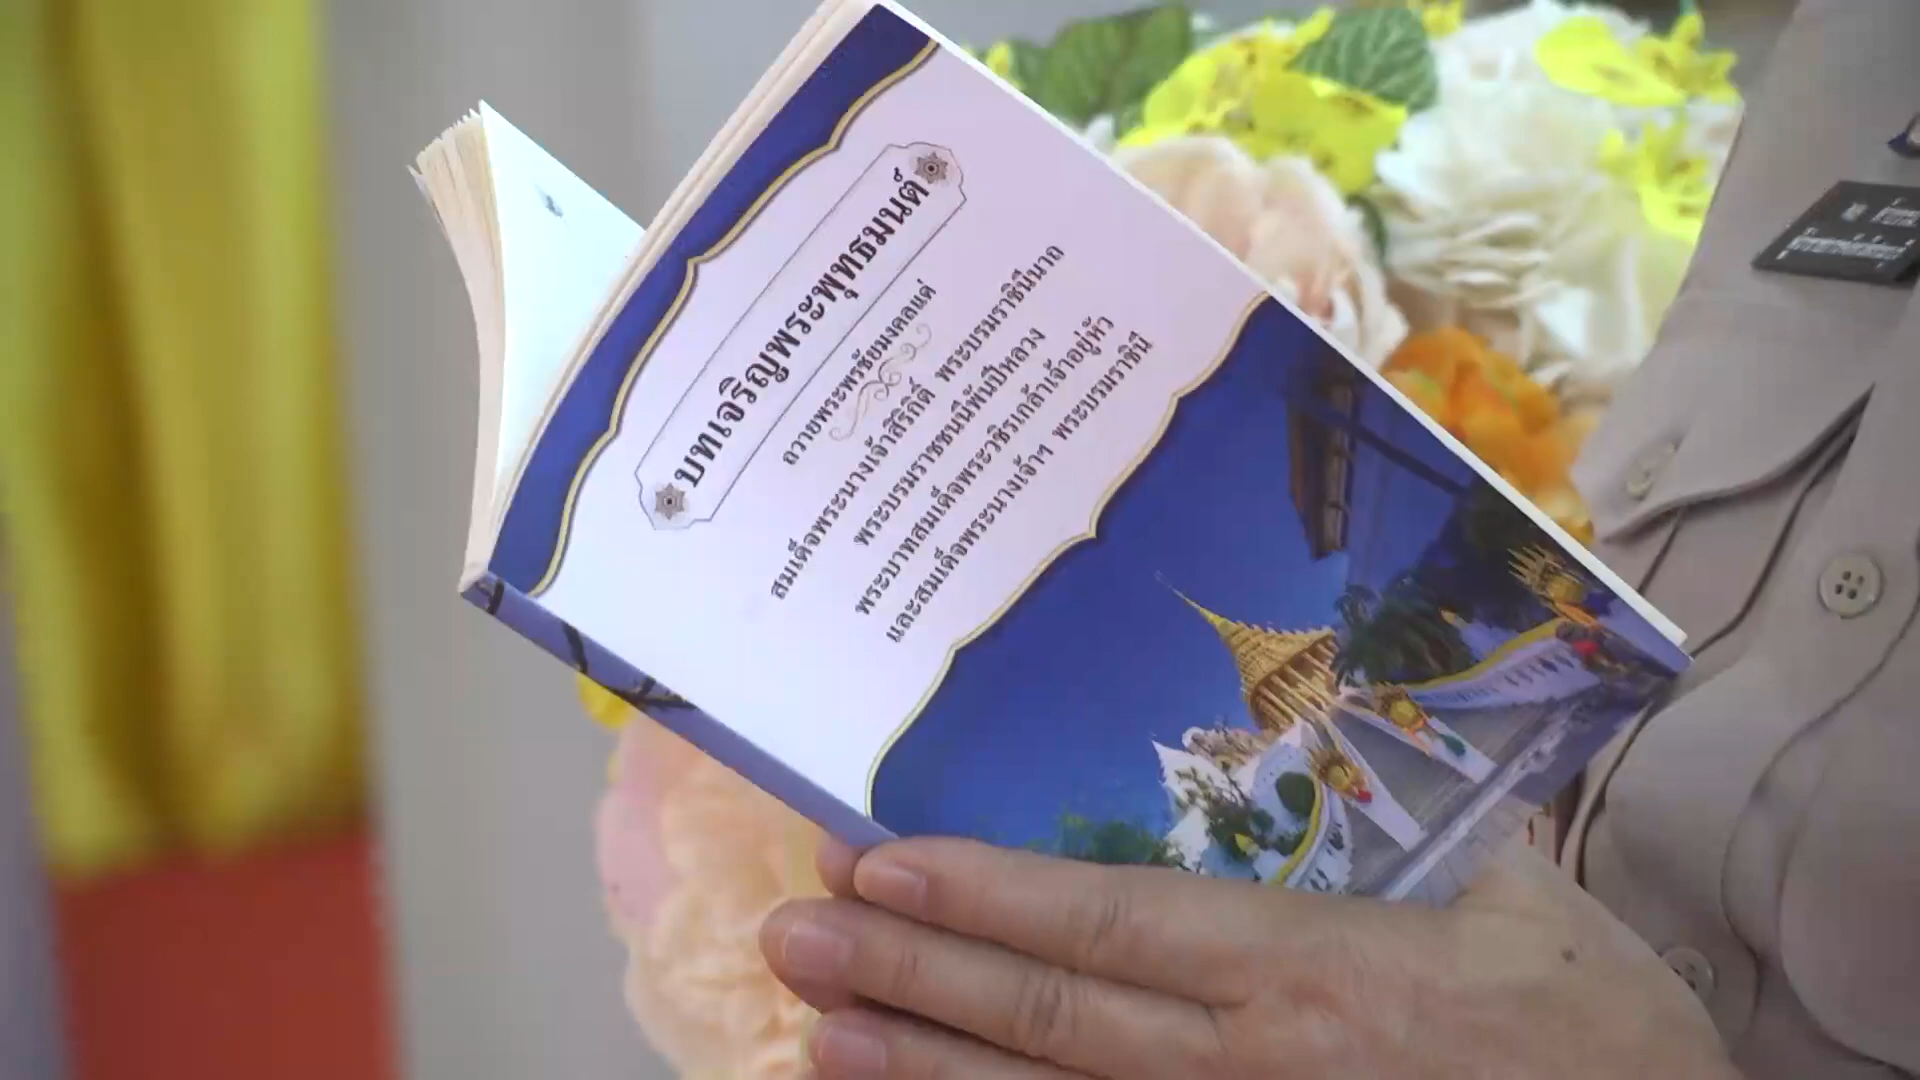 บทเจริญพระพุทธมนต์
ถวายพระพรชัยมงคลแด่
สมเด็จพระนางเจ้าสิริกิติ์ พระบรมราชินีนาถ
พระบรมราชชนนีพันปีหลวง
พระบาทสมเด็จพระวชิรเกล้าเจ้าอยู่หัว
และสมเด็จพระนางเจ้าฯ พระบรมราชินี